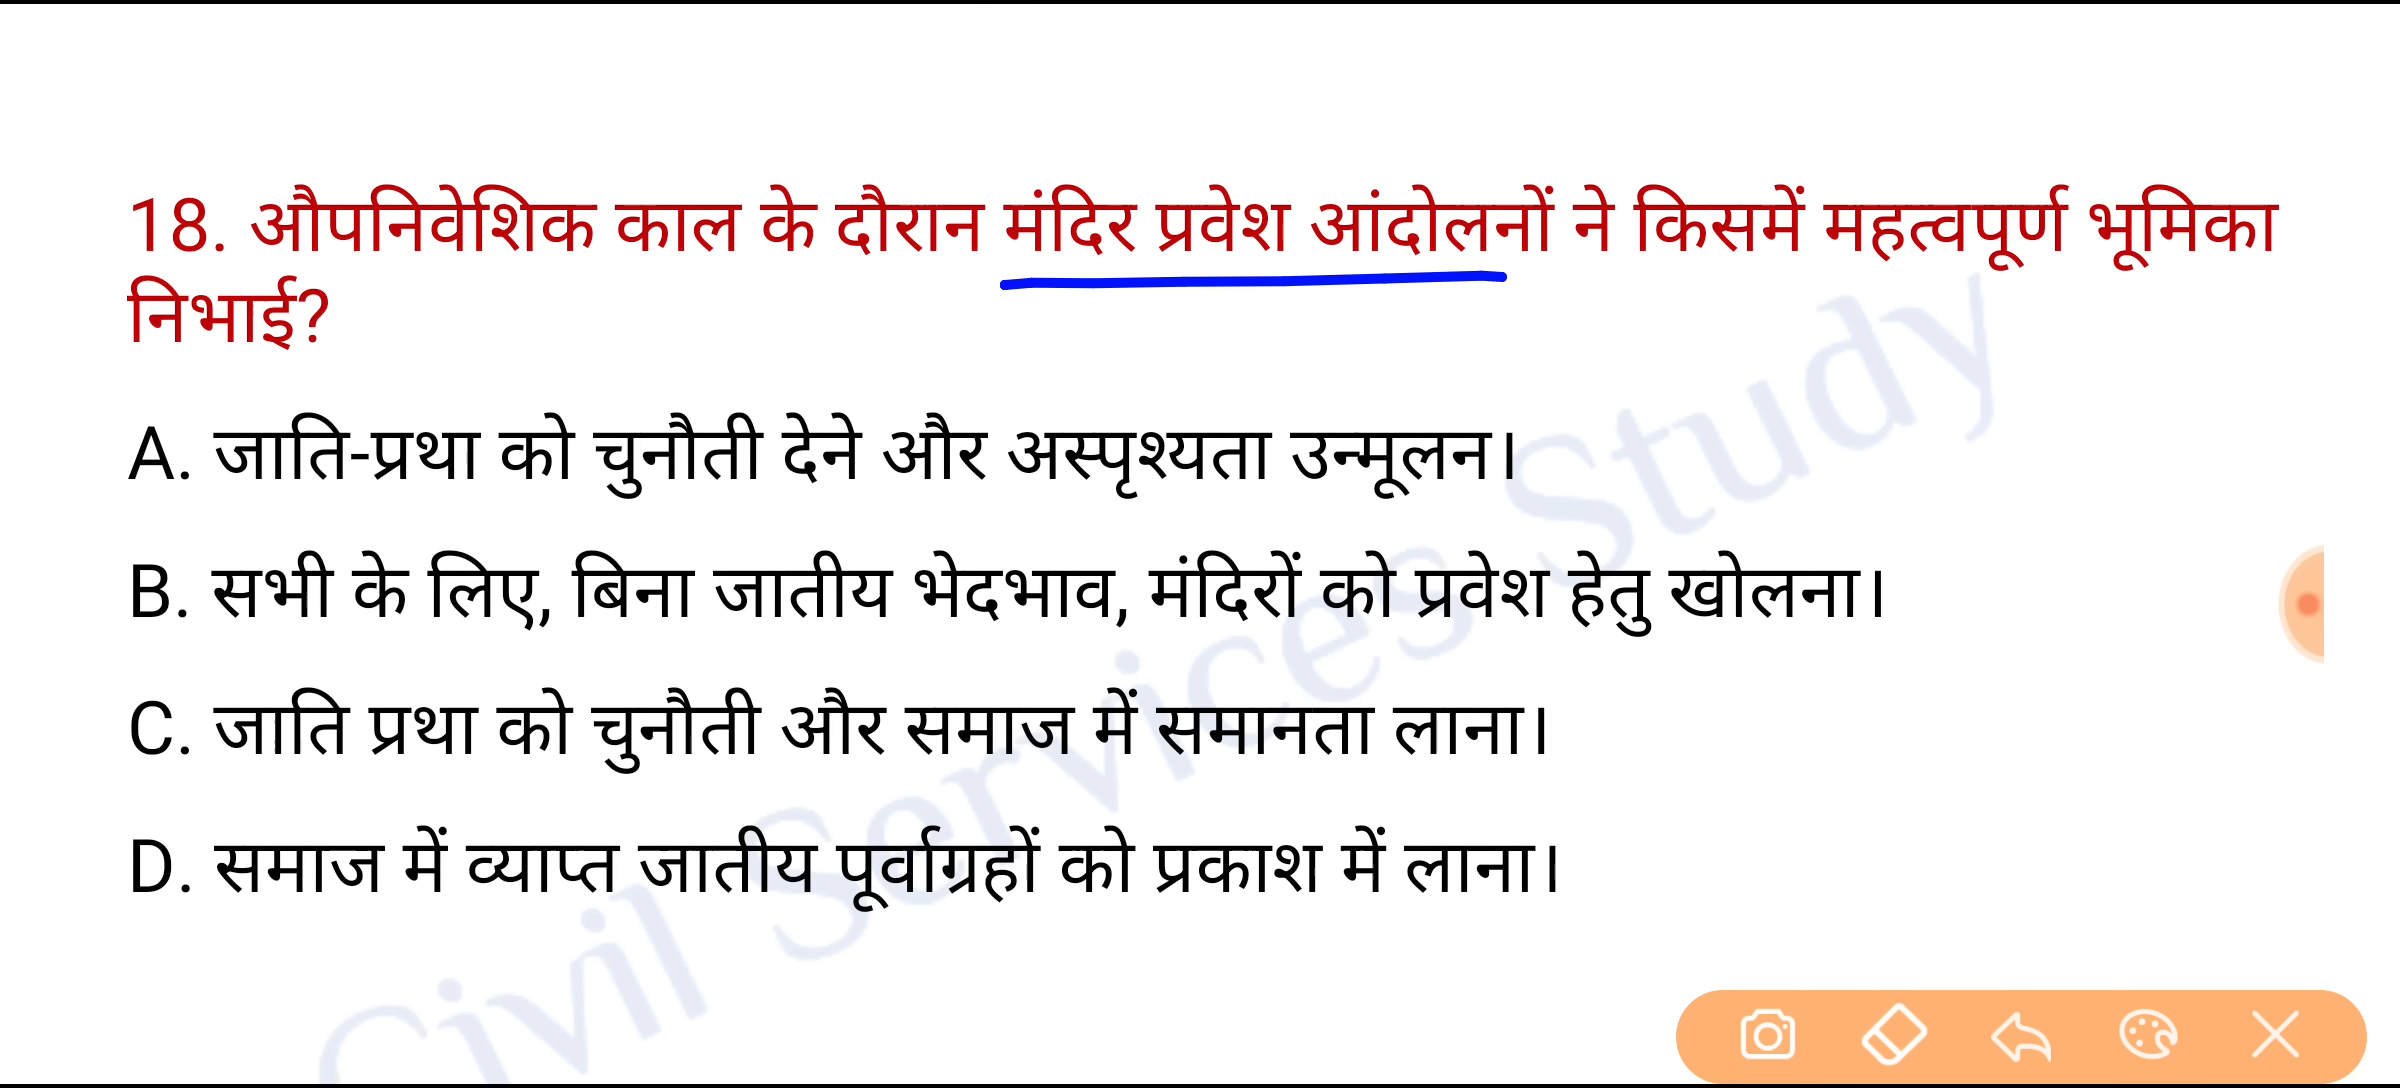 18. औपनिवेशिक काल के दौरान मंदिर प्रवेश आंदोलनों ने किसमें महत्वपूर्ण भूमिका
निभाई?
A. जाति-प्रथा को चुनौती देने और अस्पृश्यता उन्मूलन।
B. सभी के लिए, बिना जातीय भेदभाव, मंदिरों को प्रवेश हेतु खोलना।
C. जाति प्रथा को चुनौती और समाज में समानता लाना।
D. समाज में व्याप्त जातीय पूर्वाग्रहों को प्रकाश में लाना।
Civil Services Study